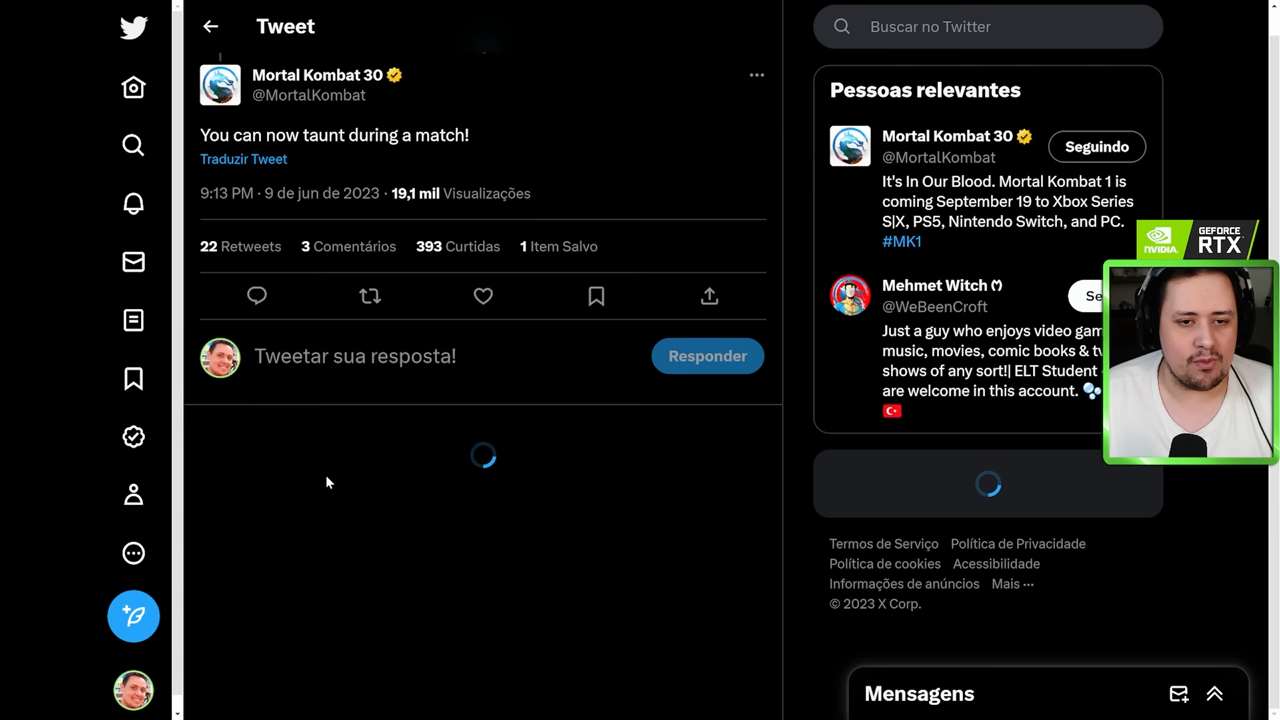 Tweet
Mortal Kombat 30
@MortalKombat
You can now taunt during a match!
Traduzir Tweet
9:13 PM · 9 de jun de 2023 · 19,1 mil Visualizações
22 Retweets 3 Comentários 393 Curtidas 1 Item Salvo
Tweetar sua resposta!
Responder
Buscar no Twitter
Pessoas relevantes
Mortal Kombat 30
@MortalKombat
Seguindo
It's In Our Blood. Mortal Kombat 1 is
coming September 19 to Xbox Series
S|X, PS5, Nintendo Switch, and PC.
#MK1
NVIDIA
GEFORCE
RTX
Mehmet Witch
@WeBeenCroft
Se
Just a guy who enjoys video gam
music, movies, comic books & tv
shows of any sort!| ELT Student
are welcome in this account.
Termos de Serviço Política de Privacidade
Política de cookies Acessibilidade
Informações de anúncios Mais ···
© 2023 X Corp.
Mensagens